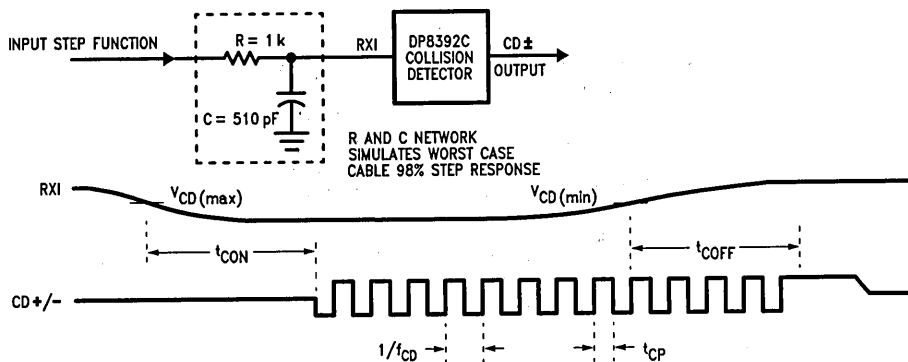 INPUT STEP FUNCTION
R = 1k
RXI
DP8392C
COLLISION
DETECTOR
CD ±
OUTPUT
C = 510 pF
R AND C NETWORK
SIMULATES WORST CASE
CABLE 98% STEP RESPONSE
RXI
VCD(max)
VCD(min)
tCON
tCOFF
CD+/-
1/fCD
tCP